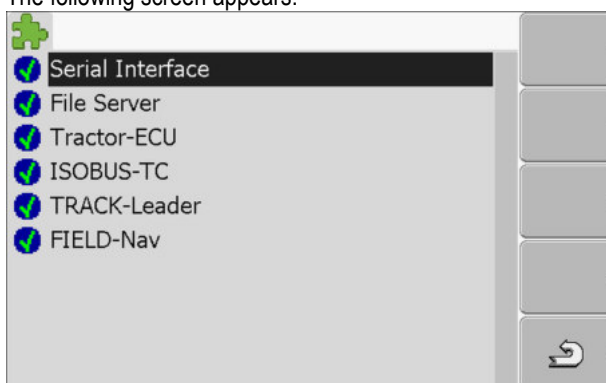 The following screen appears:
Serial Interface
File Server
Tractor-ECU
ISOBUS-TC
TRACK-Leader
FIELD-Nav